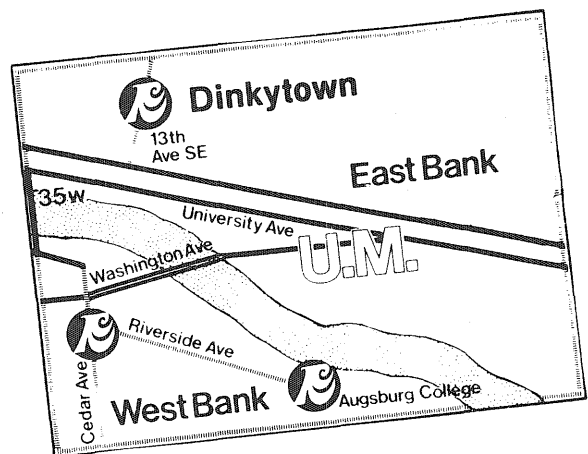 Dinkytown
13th
Ave SE
East Bank
35w
University Ave
Washington Ave
U.M.
Riverside Ave
Cedar Ave
West Bank
Augsburg College